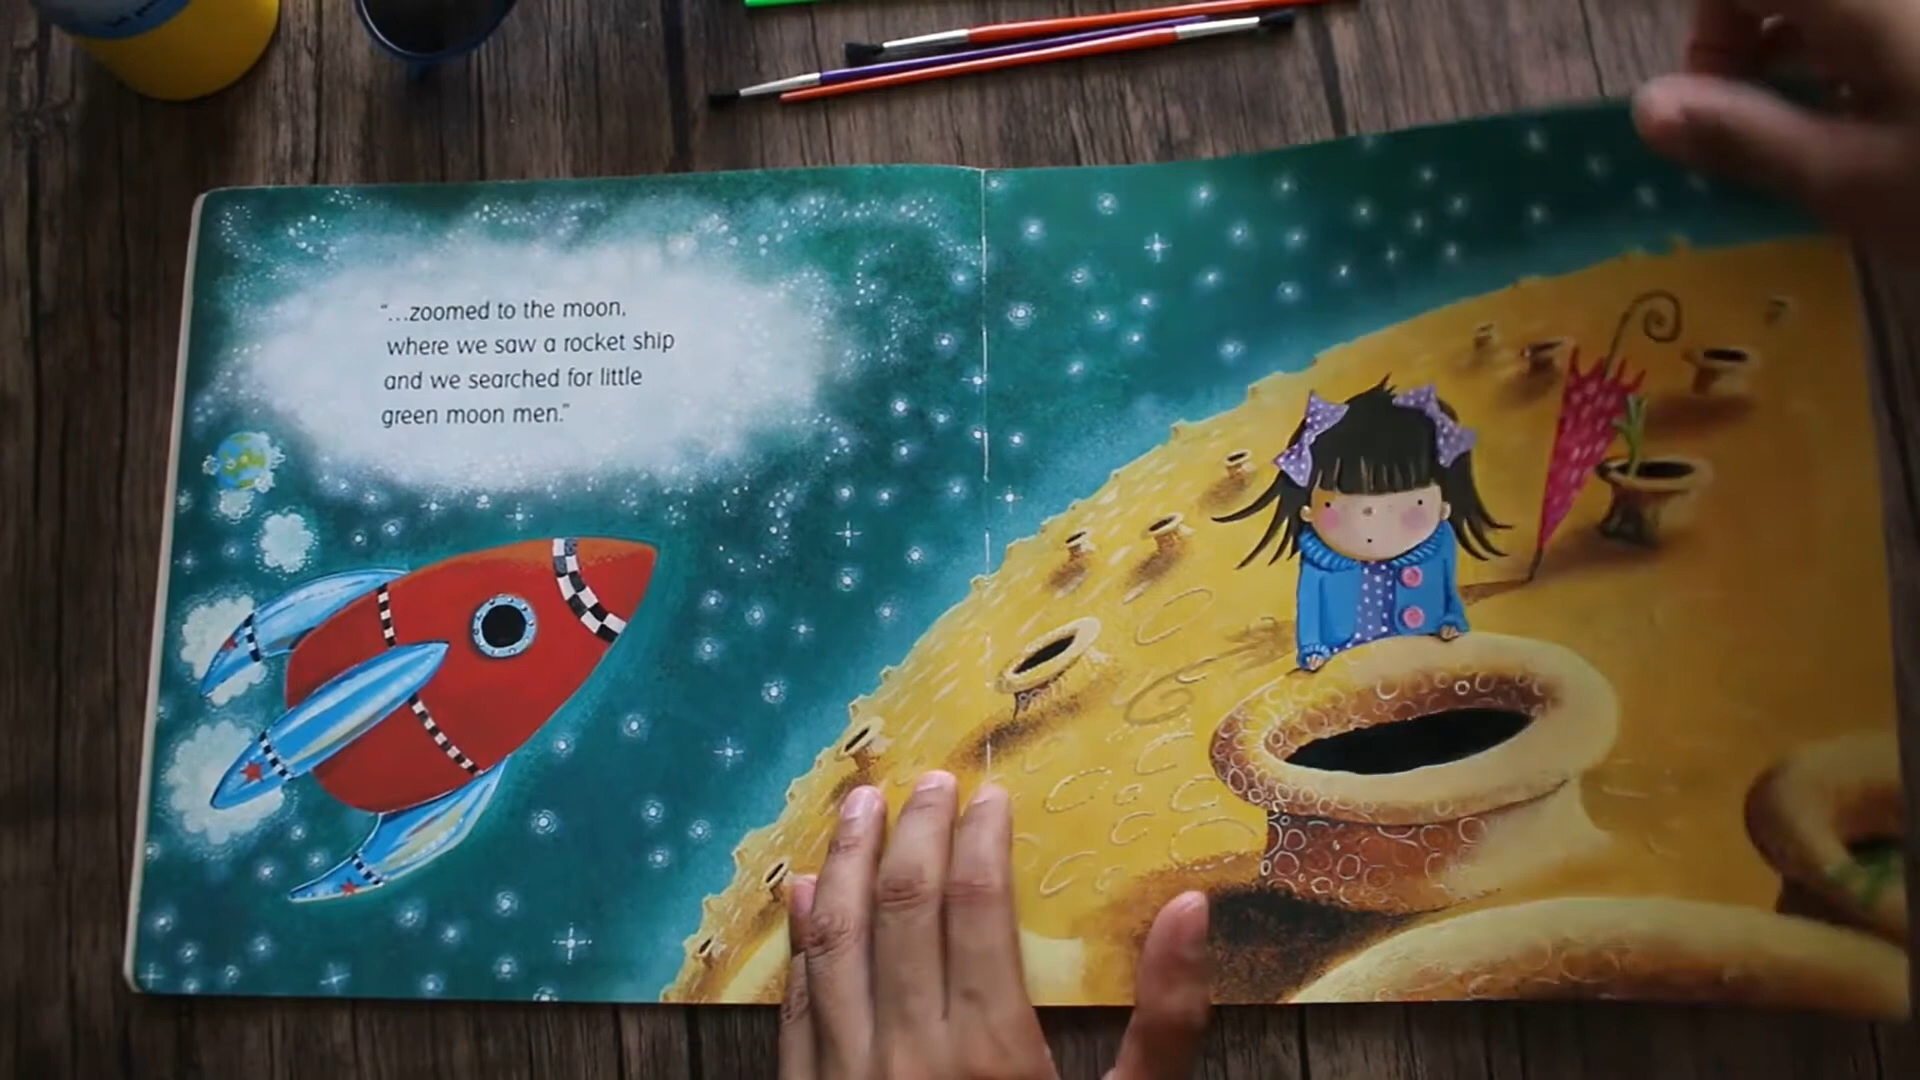 “...zoomed to the moon,
where we saw a rocket ship
and we searched for little
green moon men.”